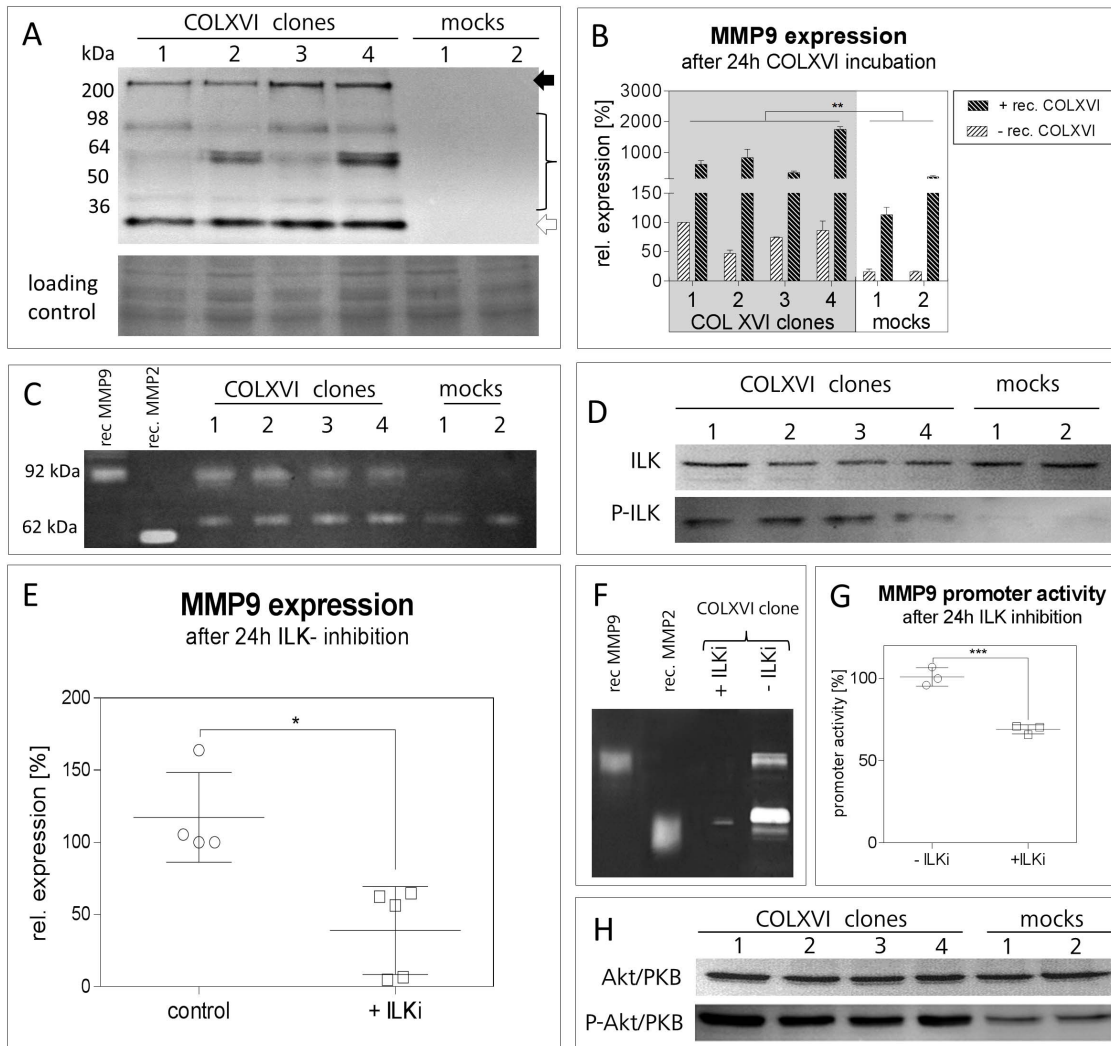 A
COLXVI clones
mocks
kDa
1 2 3 4 1 2
200
98
64
50
36
loading
control
B
MMP9 expression
after 24h COLXVI incubation
+ rec. COLXVI
- rec. COLXVI
**
rel. expression [%]
3000
2000
1000
150
100
50
0
1 2 3 4 1 2
COL XVI clones mocks
C
rec MMP9
rec. MMP2
COLXVI clones
mocks
1 2 3 4 1 2
92 kDa
62 kDa
D
COLXVI clones
mocks
1 2 3 4 1 2
ILK
P-ILK
E
MMP9 expression
after 24h ILK- inhibition
rel. expression [%]
200
150
100
50
0
*
control
+ ILKi
F
COLXVI clone
rec MMP9
rec. MMP2
+ ILKi
- ILKi
G
MMP9 promoter activity
after 24h ILK inhibition
promoter activity [%]
100
50
0
***
- ILKi
+ILKi
H
COLXVI clones
mocks
1 2 3 4 1 2
Akt/PKB
P-Akt/PKB